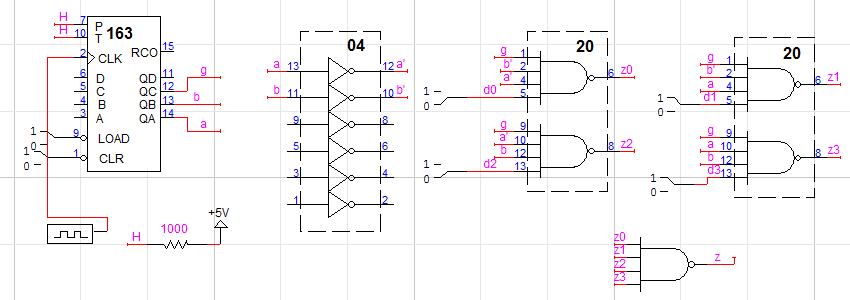 H 7 P 163
H 10 T
2 CLK RCO 15
6 D QD 11
5 C QC 12 g
4 B QB 13 b
3 A QA 14 a
1 0 9 LOAD
1 0 1 CLR
H 1000 +5V
04
a 13 12 a'
b 11 10 b'
9 8
5 6
3 4
1 2
20
g 1
b' 2
a' 4 6 z0
1 0 d0 5
g 9
a' 10
b 12 8 z2
1 0 d2 13
20
g 1
b' 2
a 4 6 z1
1 0 d1 5
g 9
a 10
b 12 8 z3
1 0 d3 13
z0
z1
z2 z
z3